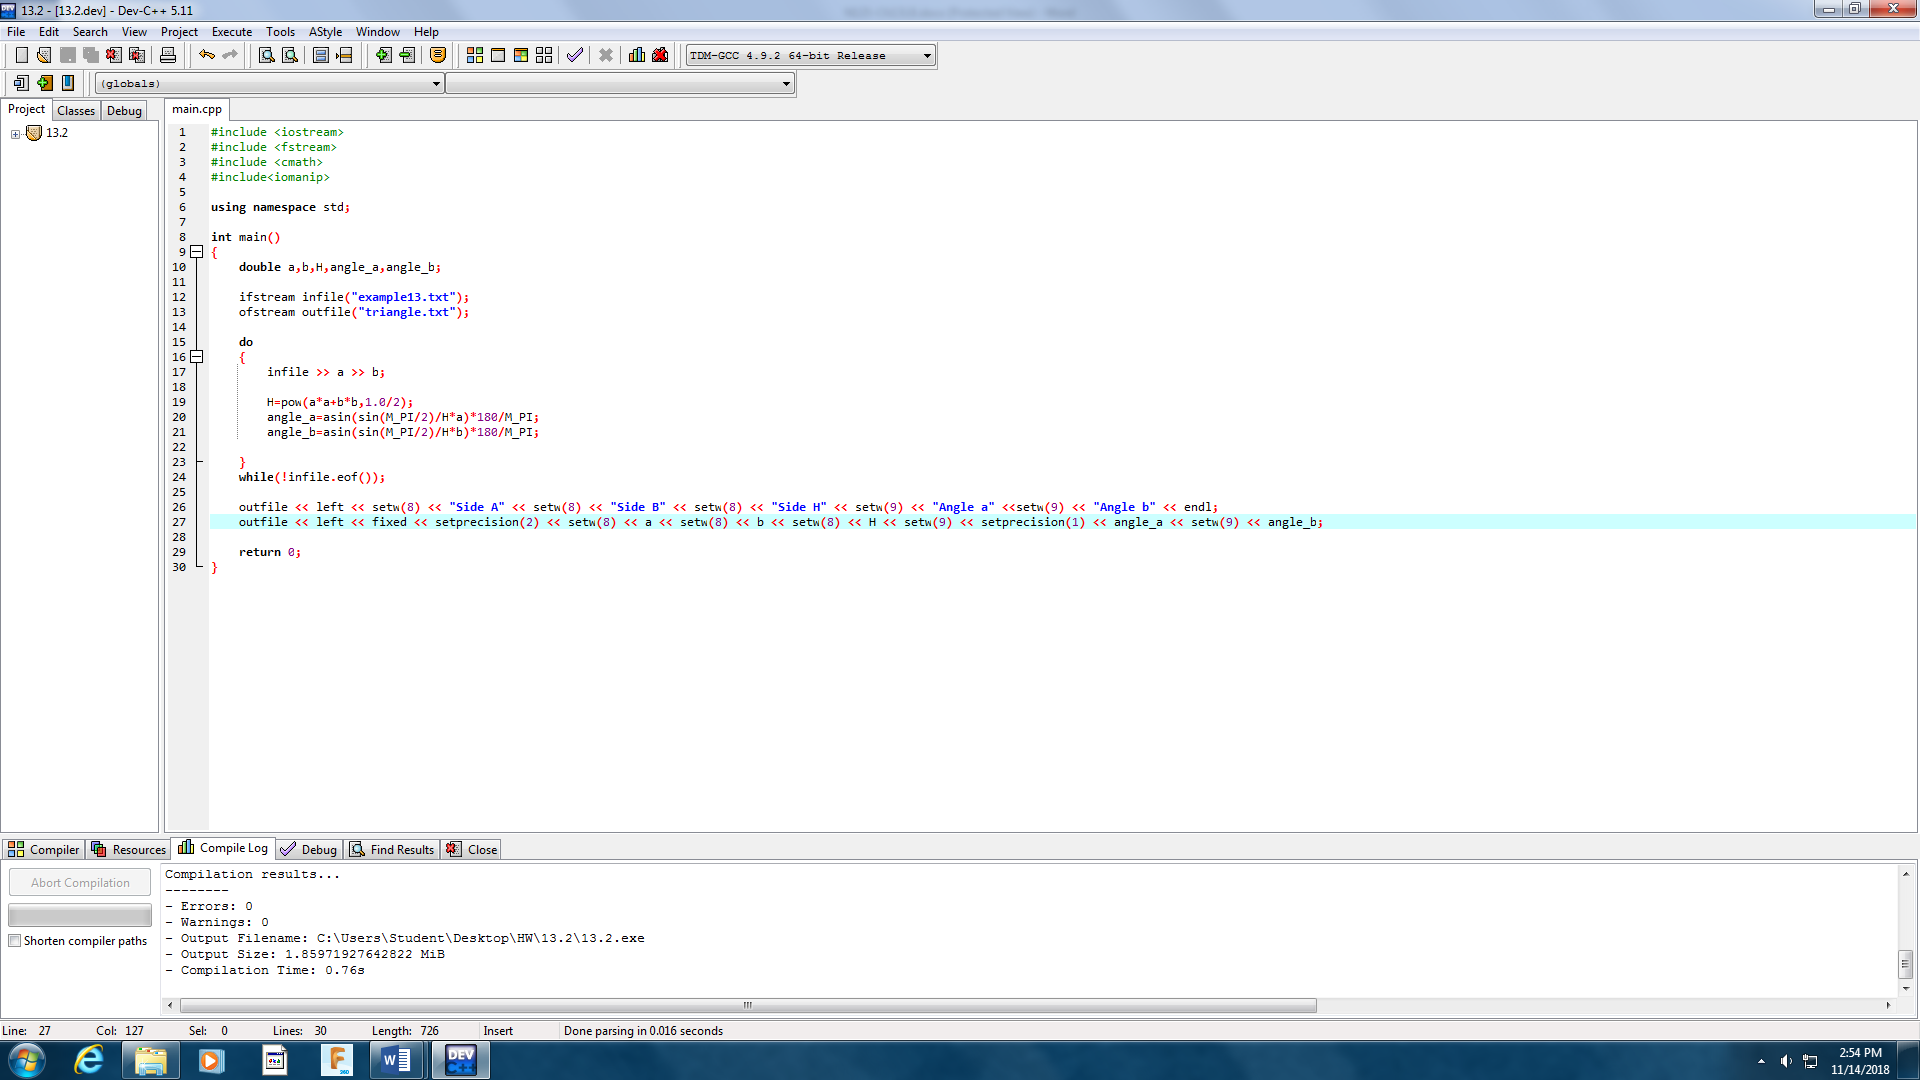 13.2 - [13.2.dev] - Dev-C++ 5.11
File Edit Search View Project Execute Tools AStyle Window Help
TDM-GCC 4.9.2 64-bit Release
(globals)
Project Classes Debug
main.cpp
13.2
1 #include <iostream>
2 #include <fstream>
3 #include <cmath>
4 #include<iomanip>
5
6 using namespace std;
7
8 int main()
9 {
10 double a,b,H,angle_a,angle_b;
11
12 ifstream infile("example13.txt");
13 ofstream outfile("triangle.txt");
14
15 do
16 {
17 infile >> a >> b;
18
19 H=pow(a*a+b*b,1.0/2);
20 angle_a=asin(sin(M_PI/2)/H*a)*180/M_PI;
21 angle_b=asin(sin(M_PI/2)/H*b)*180/M_PI;
22
23 }
24 while(!infile.eof());
25
26 outfile << left << setw(8) << "Side A" << setw(8) << "Side B" << setw(8) << "Side H" << setw(9) << "Angle a" <<setw(9) << "Angle b" << endl;
27 outfile << left << fixed << setprecision(2) << setw(8) << a << setw(8) << b << setw(8) << H << setw(9) << setprecision(1) << angle_a << setw(9) << angle_b;
28
29 return 0;
30 }
Compiler Resources Compile Log Debug Find Results Close
Abort Compilation
Shorten compiler paths
Compilation results...
--------
- Errors: 0
- Warnings: 0
- Output Filename: C:\Users\Student\Desktop\HW\13.2\13.2.exe
- Output Size: 1.85971927642822 MiB
- Compilation Time: 0.76s
Line: 27 Col: 127 Sel: 0 Lines: 30 Length: 726 Insert Done parsing in 0.016 seconds
DEV C++
2:54 PM
11/14/2018